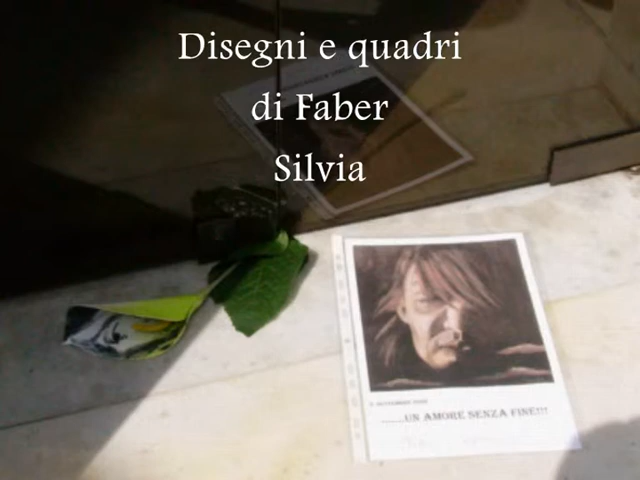 Disegni e quadri
di Faber
Silvia
.....UN AMORE SENZA FINE!!!